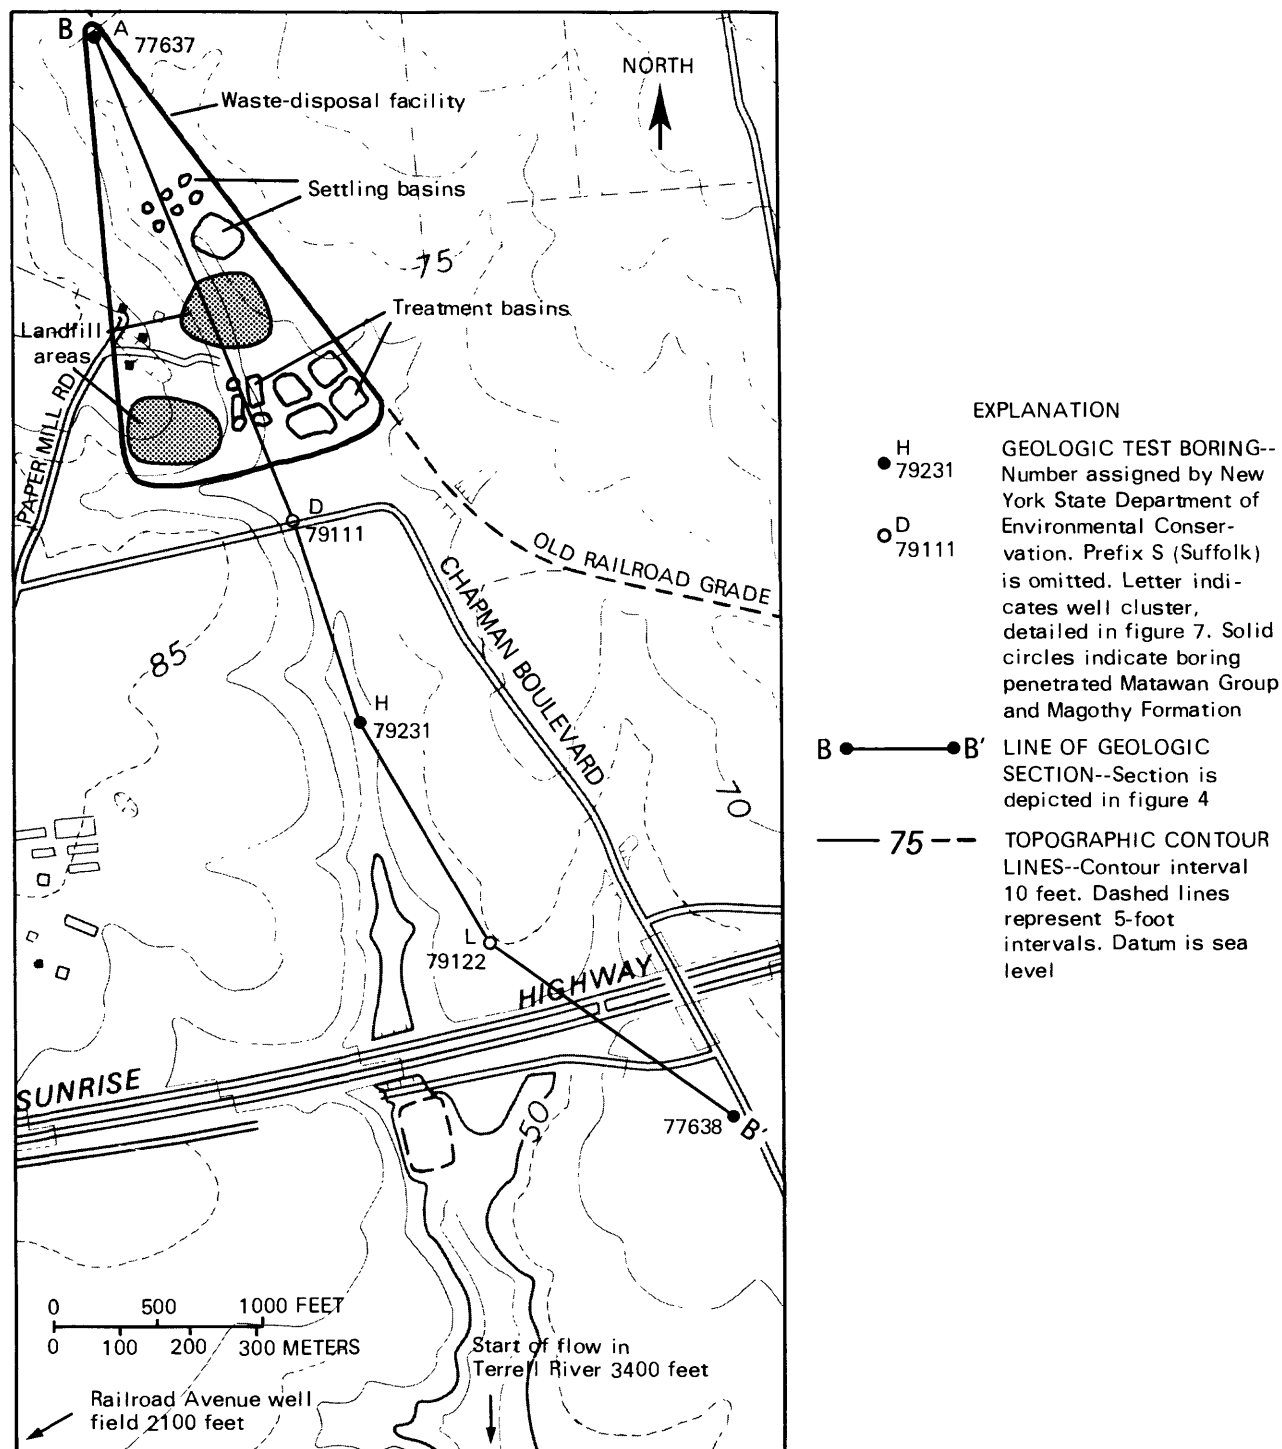 B
A
77637
NORTH
Waste-disposal facility
Settling basins
75
Treatment basins
Landfill
areas
PAPER MILL RD
D
79111
OLD RAILROAD GRADE
CHAPMAN BOULEVARD
85
H
79231
70
L
79122
HIGHWAY
SUNRISE
50
77638
B'
0 500 1000 FEET
0 100 200 300 METERS
Start of flow in
Terrell River 3400 feet
Railroad Avenue well
field 2100 feet
EXPLANATION
H
79231
GEOLOGIC TEST BORING--
Number assigned by New
York State Department of
Environmental Conser-
vation. Prefix S (Suffolk)
is omitted. Letter indi-
cates well cluster,
detailed in figure 7. Solid
circles indicate boring
penetrated Matawan Group
and Magothy Formation
D
79111
B B' LINE OF GEOLOGIC
SECTION--Section is
depicted in figure 4
75 TOPOGRAPHIC CONTOUR
LINES--Contour interval
10 feet. Dashed lines
represent 5-foot
intervals. Datum is sea
level